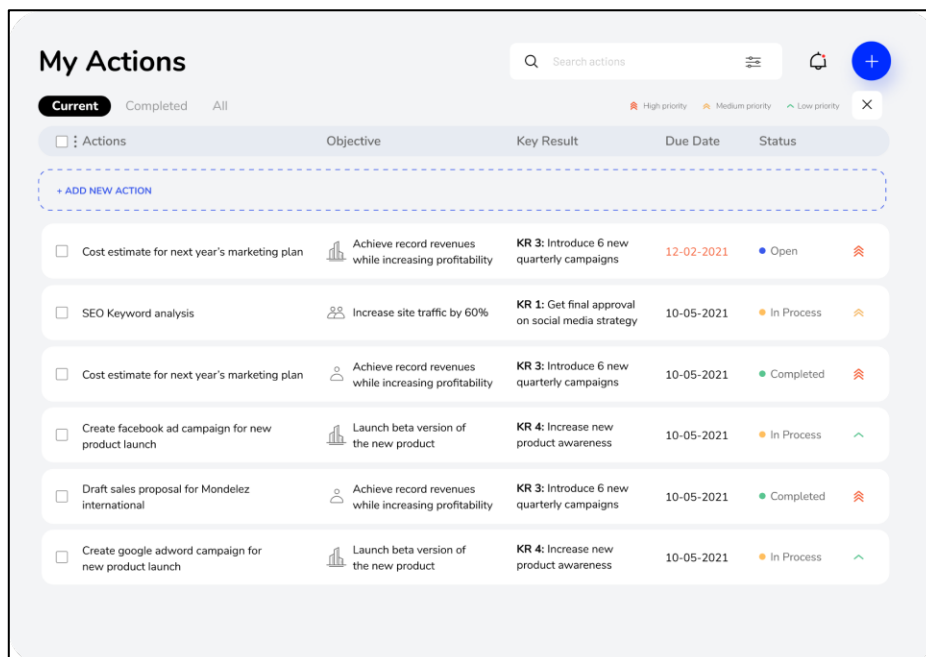 My Actions
Search actions
+
Current Completed All
High priority Medium priority Low priority
Actions Objective Key Result Due Date Status
+ ADD NEW ACTION
Cost estimate for next year's marketing plan
Achieve record revenues
while increasing profitability
KR 3: Introduce 6 new
quarterly campaigns
12-02-2021
Open
SEO Keyword analysis
Increase site traffic by 60%
KR 1: Get final approval
on social media strategy
10-05-2021
In Process
Cost estimate for next year's marketing plan
Achieve record revenues
while increasing profitability
KR 3: Introduce 6 new
quarterly campaigns
10-05-2021
Completed
Create facebook ad campaign for new
product launch
Launch beta version of
the new product
KR 4: Increase new
product awareness
10-05-2021
In Process
Draft sales proposal for Mondelez
international
Achieve record revenues
while increasing profitability
KR 3: Introduce 6 new
quarterly campaigns
10-05-2021
Completed
Create google adword campaign for
new product launch
Launch beta version of
the new product
KR 4: Increase new
product awareness
10-05-2021
In Process